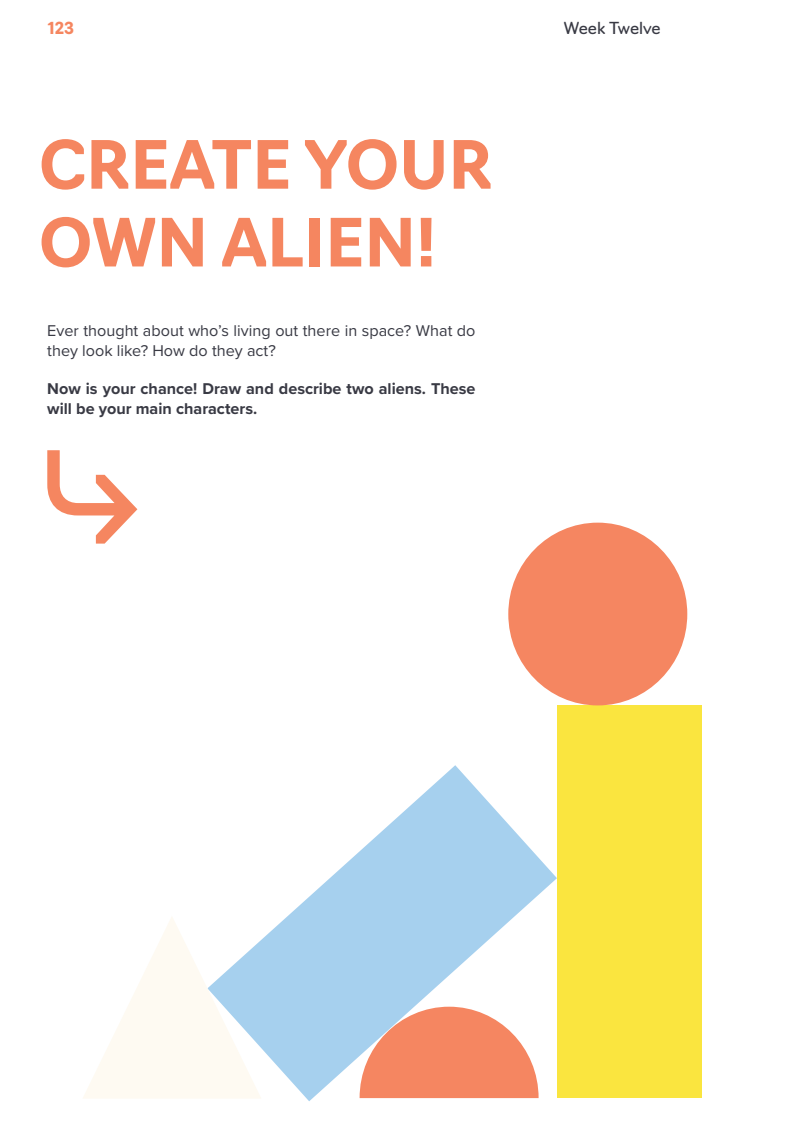 123
Week Twelve
CREATE YOUR
OWN ALIEN!
Ever thought about who’s living out there in space? What do
they look like? How do they act?
Now is your chance! Draw and describe two aliens. These
will be your main characters.